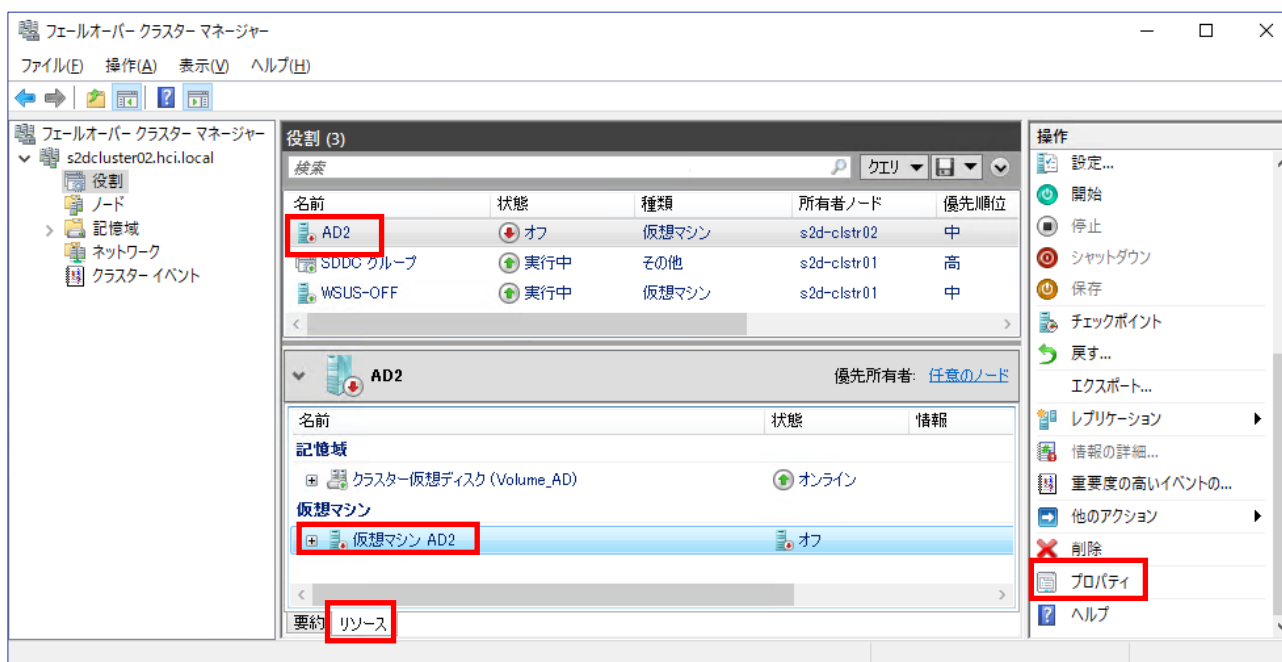 フェールオーバー クラスター マネージャー
ファイル(F) 操作(A) 表示(V) ヘルプ(H)
フェールオーバー クラスター マネージャー
s2dcluster02.hci.local
役割
ノード
記憶域
ネットワーク
クラスター イベント
役割 (3)
検索 クエリ
名前 状態 種類 所有者ノード 優先順位
AD2 オフ 仮想マシン s2d-clstr02 中
SDDC グループ 実行中 その他 s2d-clstr01 高
WSUS-OFF 実行中 仮想マシン s2d-clstr01 中
AD2 優先所有者: 任意のノード
名前 状態 情報
記憶域
クラスター仮想ディスク (Volume_AD) オンライン
仮想マシン
仮想マシン AD2 オフ
要約 リソース
操作
設定...
開始
停止
シャットダウン
保存
チェックポイント
戻す...
エクスポート...
レプリケーション
情報の詳細...
重要度の高いイベントの...
他のアクション
削除
プロパティ
ヘルプ